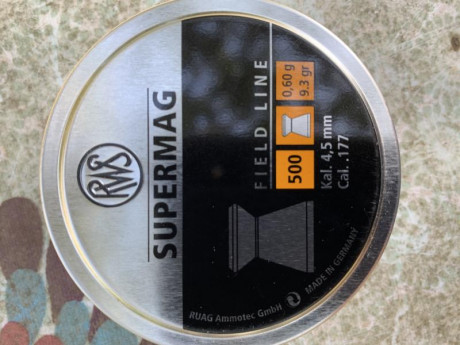 RWS
SUPERMAG
FIELD LINE
500
0,60 g
9.3 gr
Kal. 4,5 mm
Cal. .177
RUAG Ammotec GmbH
MADE IN GERMANY